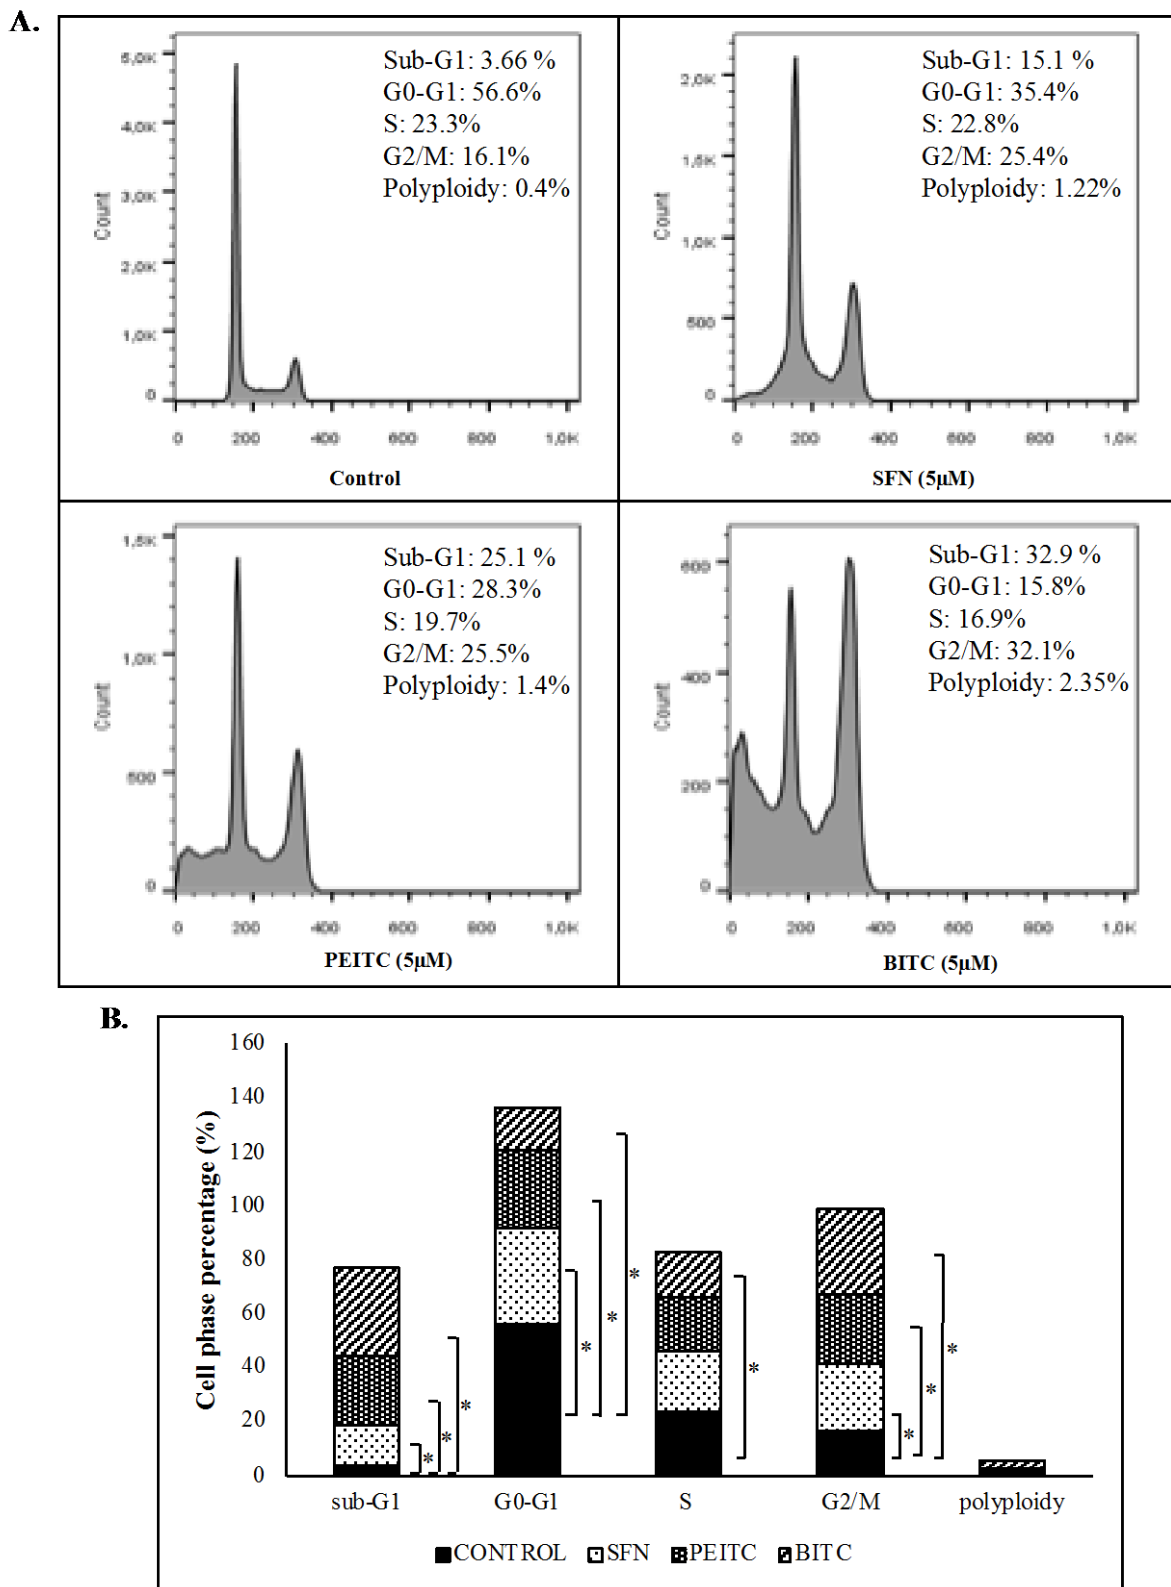 A.
5,0K
4,0K
3,0K
2,0K
1,0K
0
Count
Sub-G1: 3.66 %
G0-G1: 56.6%
S: 23.3%
G2/M: 16.1%
Polyploidy: 0.4%
0 200 400 600 800 1,0K
Control
2,0K
1,5K
1,0K
500
0
Count
Sub-G1: 15.1 %
G0-G1: 35.4%
S: 22.8%
G2/M: 25.4%
Polyploidy: 1.22%
0 200 400 600 800 1,0K
SFN (5μM)
1,5K
1,0K
500
0
Count
Sub-G1: 25.1 %
G0-G1: 28.3%
S: 19.7%
G2/M: 25.5%
Polyploidy: 1.4%
0 200 400 600 800 1,0K
PEITC (5μM)
600
400
200
0
Count
Sub-G1: 32.9 %
G0-G1: 15.8%
S: 16.9%
G2/M: 32.1%
Polyploidy: 2.35%
0 200 400 600 800 1,0K
BITC (5μM)
B.
Cell phase percentage (%)
160
140
120
100
80
60
40
20
0
* * *
* * *
*
* * *
sub-G1 G0-G1 S G2/M polyploidy
CONTROL SFN PEITC BITC